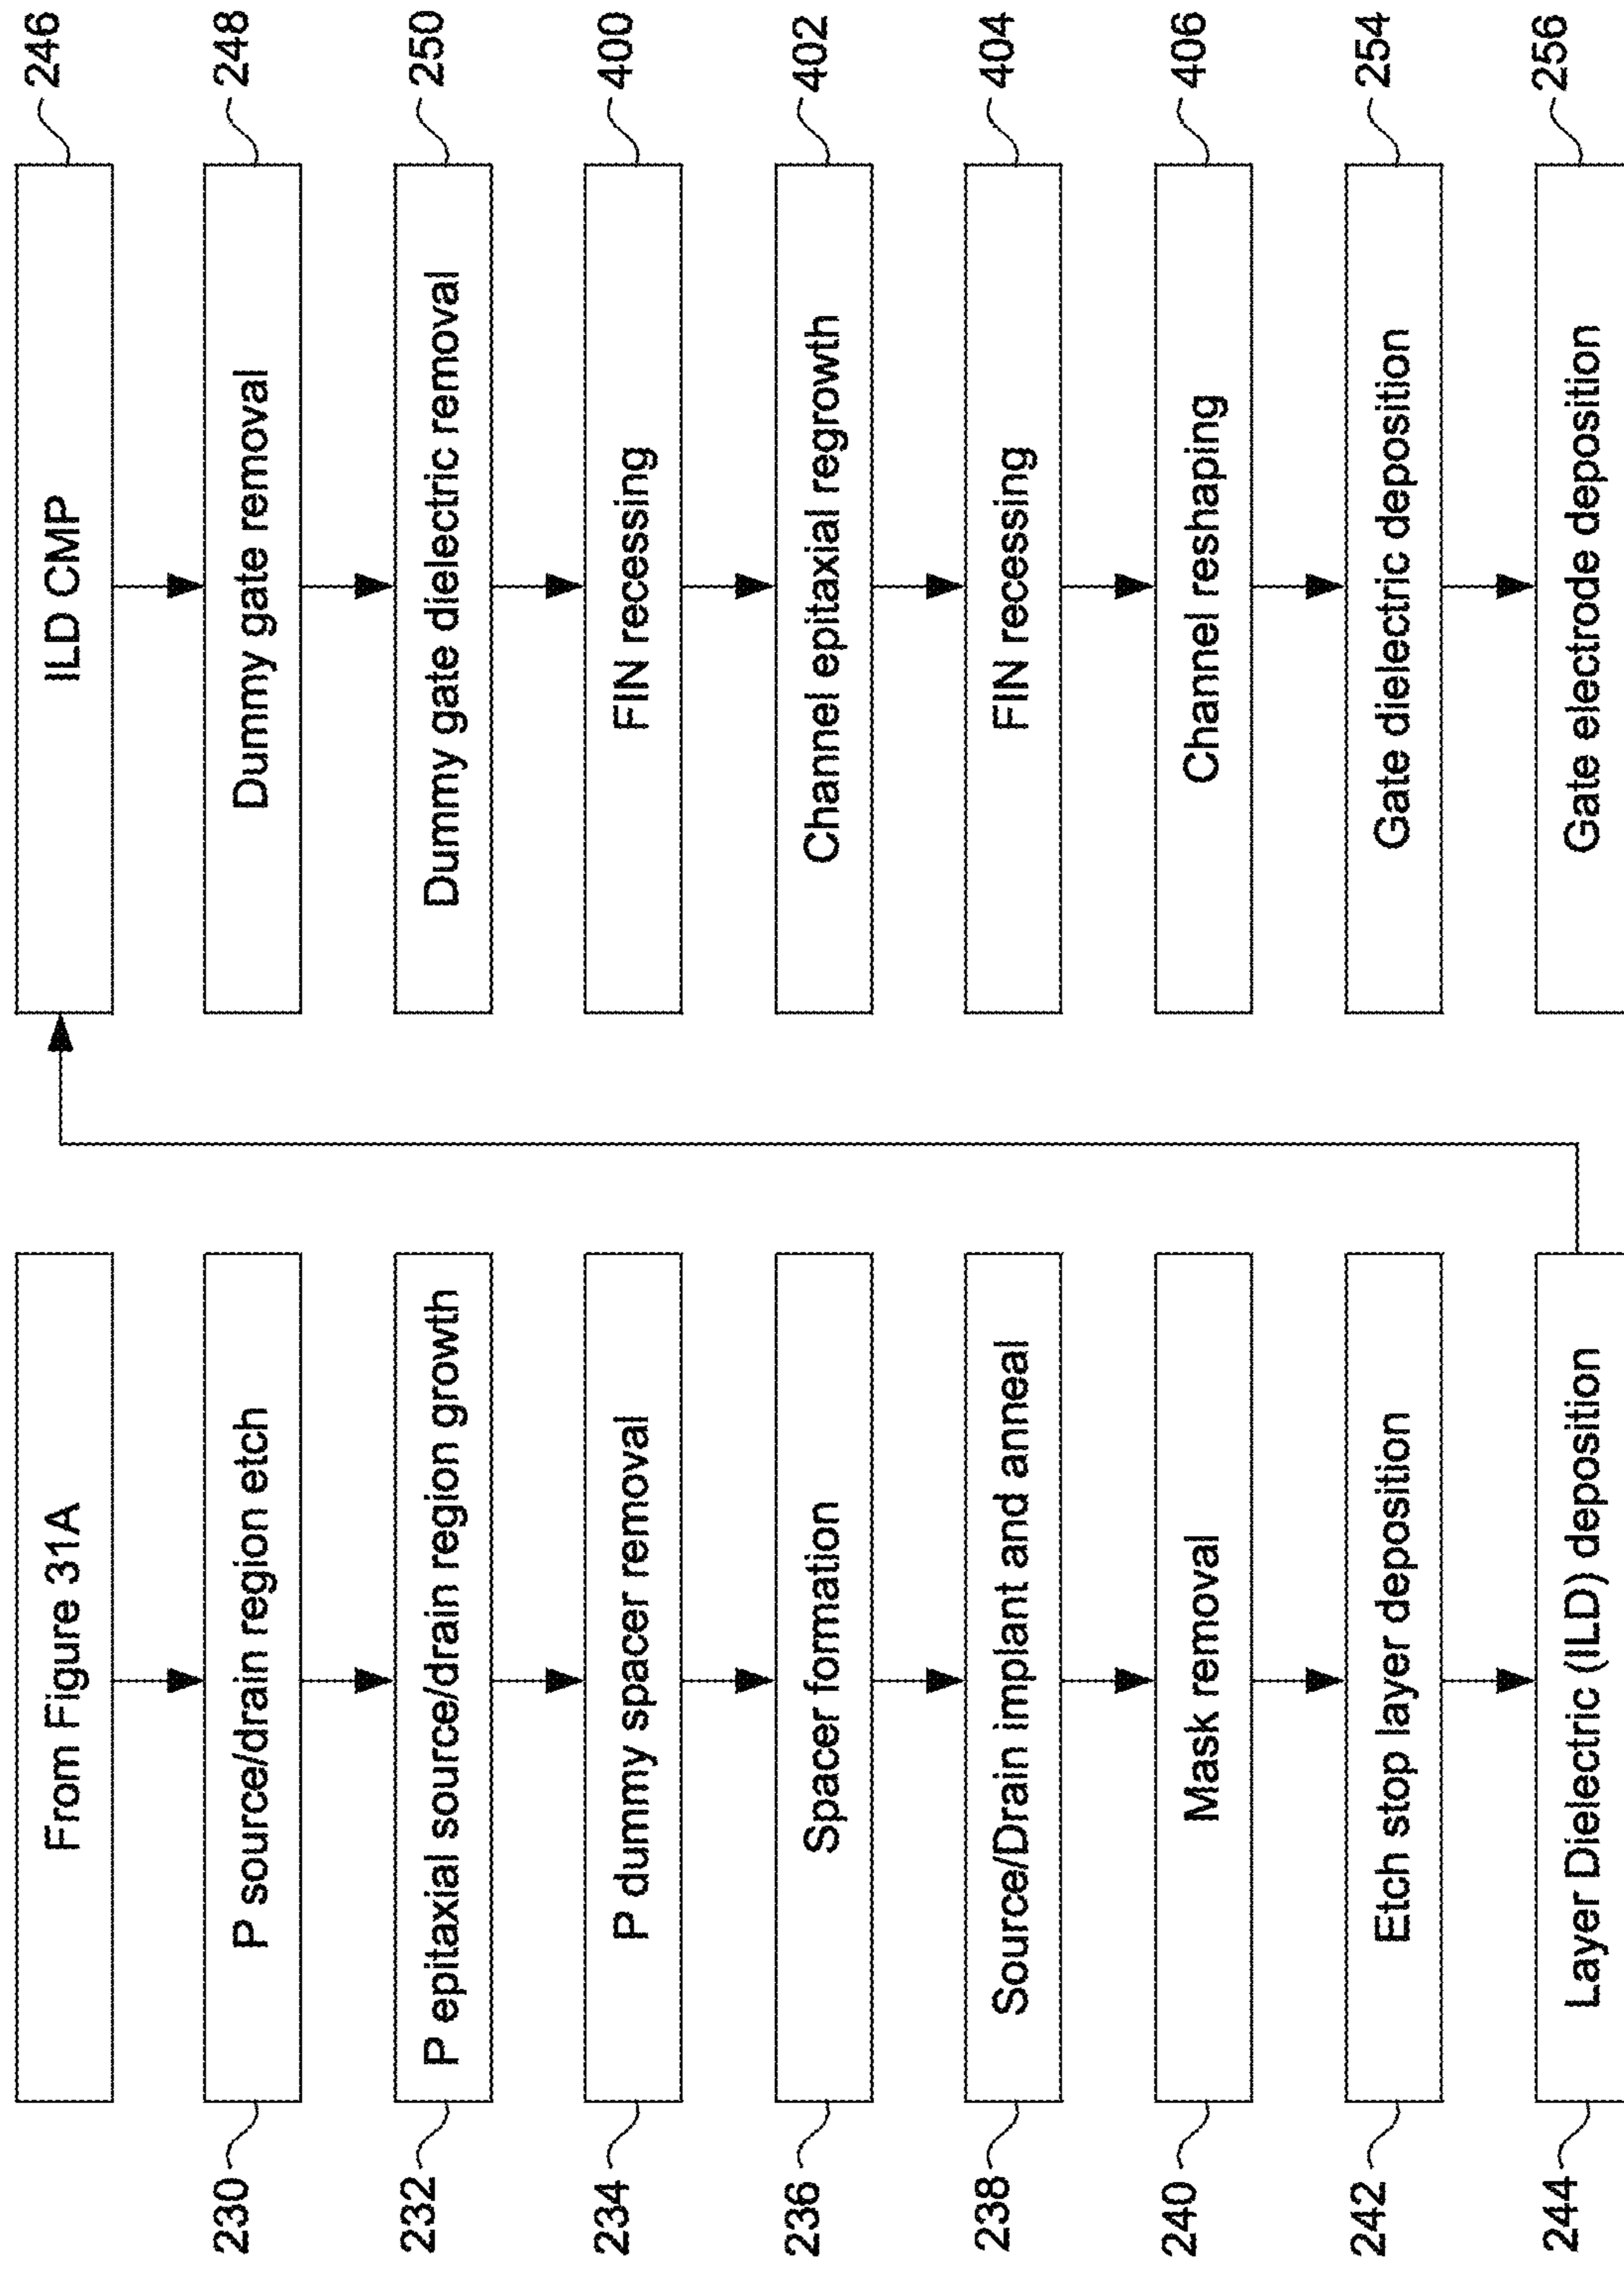 From Figure 31A
230
P source/drain region etch
232
P epitaxial source/drain region growth
234
P dummy spacer removal
236
Spacer formation
238
Source/Drain implant and anneal
240
Mask removal
242
Etch stop layer deposition
244
Layer Dielectric (ILD) deposition
ILD CMP
246
Dummy gate removal
248
Dummy gate dielectric removal
250
FIN recessing
400
Channel epitaxial regrowth
402
FIN recessing
404
Channel reshaping
406
Gate dielectric deposition
254
Gate electrode deposition
256